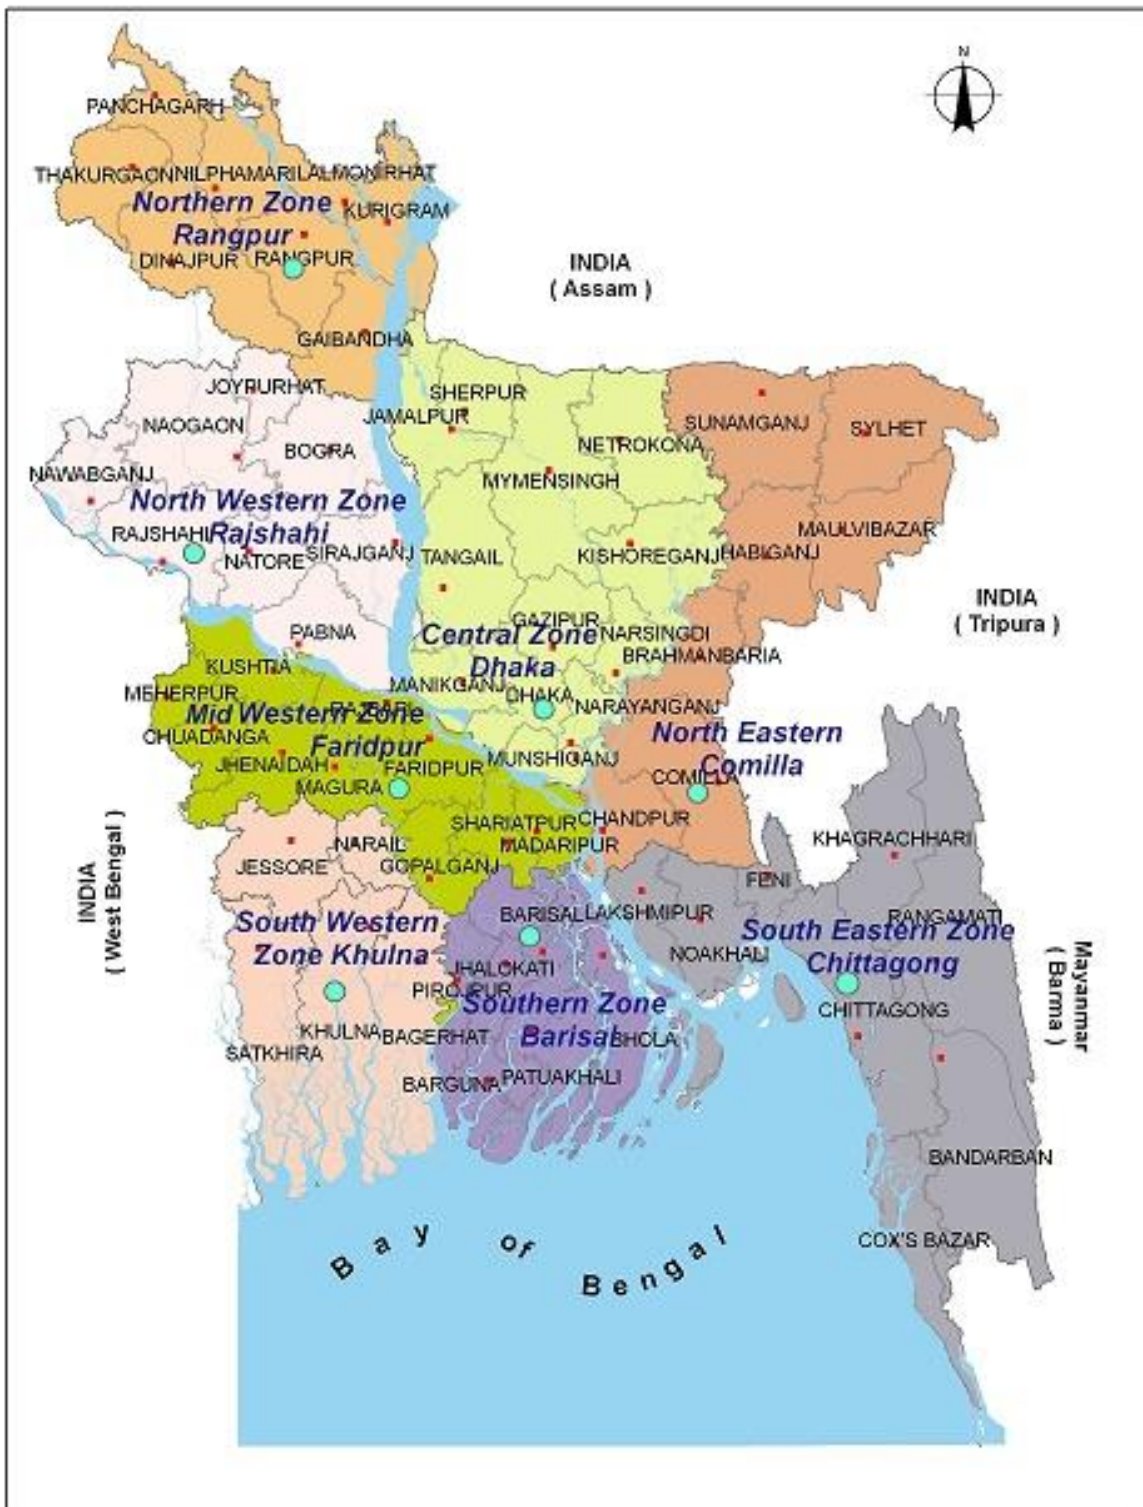 N
PANCHAGARH
THAKURGAON
NILPHAMARI
LALMONIRHAT
Northern Zone
Rangpur
KURIGRAM
DINAJPUR
RANGPUR
INDIA
( Assam )
GAIBANDHA
JOYPURHAT
SHERPUR
JAMALPUR
NAOGAON
BOGRA
NETROKONA
SUNAMGANJ
SYLHET
NAWABGANJ
MYMENSINGH
North Western Zone
Rajshahi
RAJSHAHI
NATORE
SIRAJGANJ
TANGAIL
KISHOREGANJ
HABIGANJ
MAULVIBAZAR
INDIA
( Tripura )
PABNA
GAZIPUR
Central Zone
Dhaka
NARSINGDI
BRAHMANBARIA
KUSHTIA
MEHERPUR
MANIKGANJ
DHAKA
NARAYANGANJ
RAJBARI
Mid Western Zone
Faridpur
CHUADANGA
JHENAIDAH
FARIDPUR
MAGURA
MUNSHIGANJ
North Eastern
Comilla
COMILLA
SHARIATPUR
CHANDPUR
MADARIPUR
KHAGRACHHARI
INDIA
( West Bengal )
JESSORE
NARAIL
GOPALGANJ
FENI
South Western
Zone Khulna
BARISAL
LAKSHMIPUR
NOAKHALI
RANGAMATI
South Eastern Zone
Chittagong
Mayanmar
( Barma )
JHALOKATI
PIROJPUR
Southern Zone
Barisal
CHITTAGONG
KHULNA
BAGERHAT
BHOLA
SATKHIRA
BARGUNA
PATUAKHALI
BANDARBAN
COX'S BAZAR
Bay of Bengal